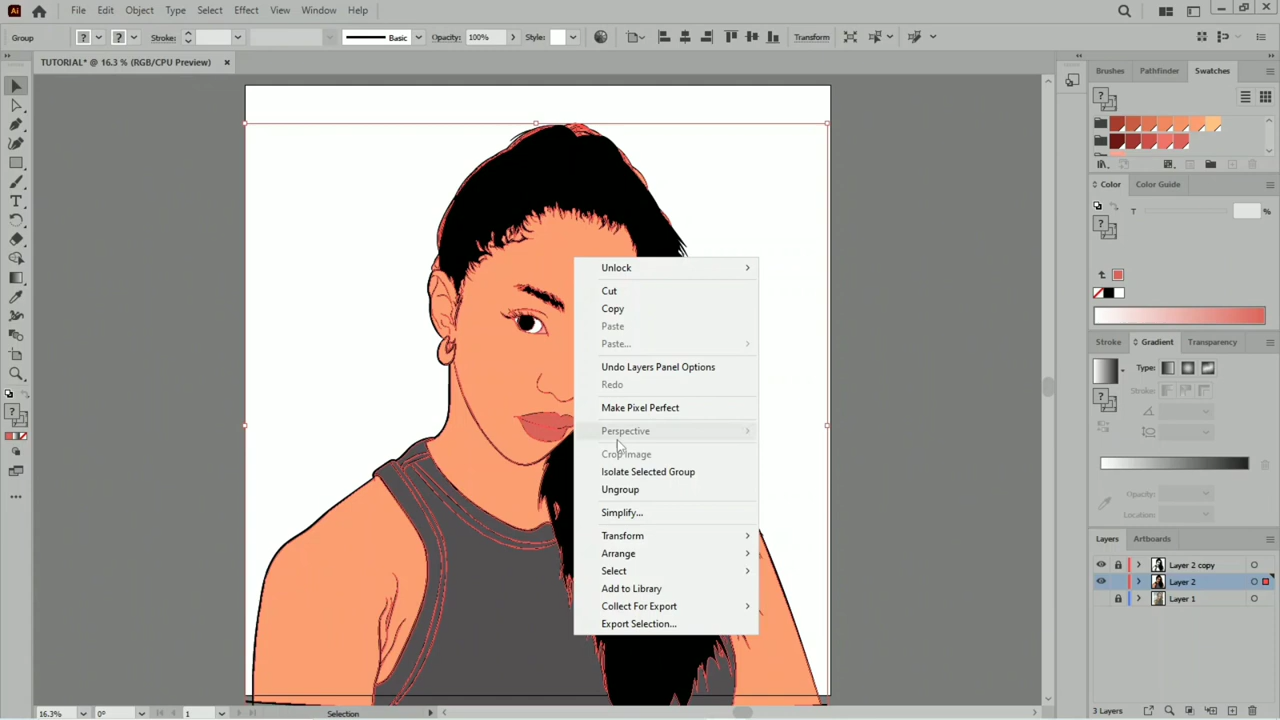 Ai File Edit Object Type Select Effect View Window Help
Group ? ? Stroke: Basic Opacity: 100% Style: Transform
TUTORIAL* @ 16.3 % (RGB/CPU Preview) ×
Brushes Pathfinder Swatches
?
Color Color Guide
T %
?
Unlock
Cut
Copy
Paste
Paste...
Undo Layers Panel Options
Redo
Make Pixel Perfect
Perspective
Crop Image
Isolate Selected Group
Ungroup
Simplify...
Transform
Arrange
Select
Add to Library
Collect For Export
Export Selection...
Stroke Gradient Transparency
Type:
Stroke:
?
Opacity:
Location:
Layers Artboards
Layer 2 copy
Layer 2
Layer 1
16.3% 0° 1 Selection 3 Layers